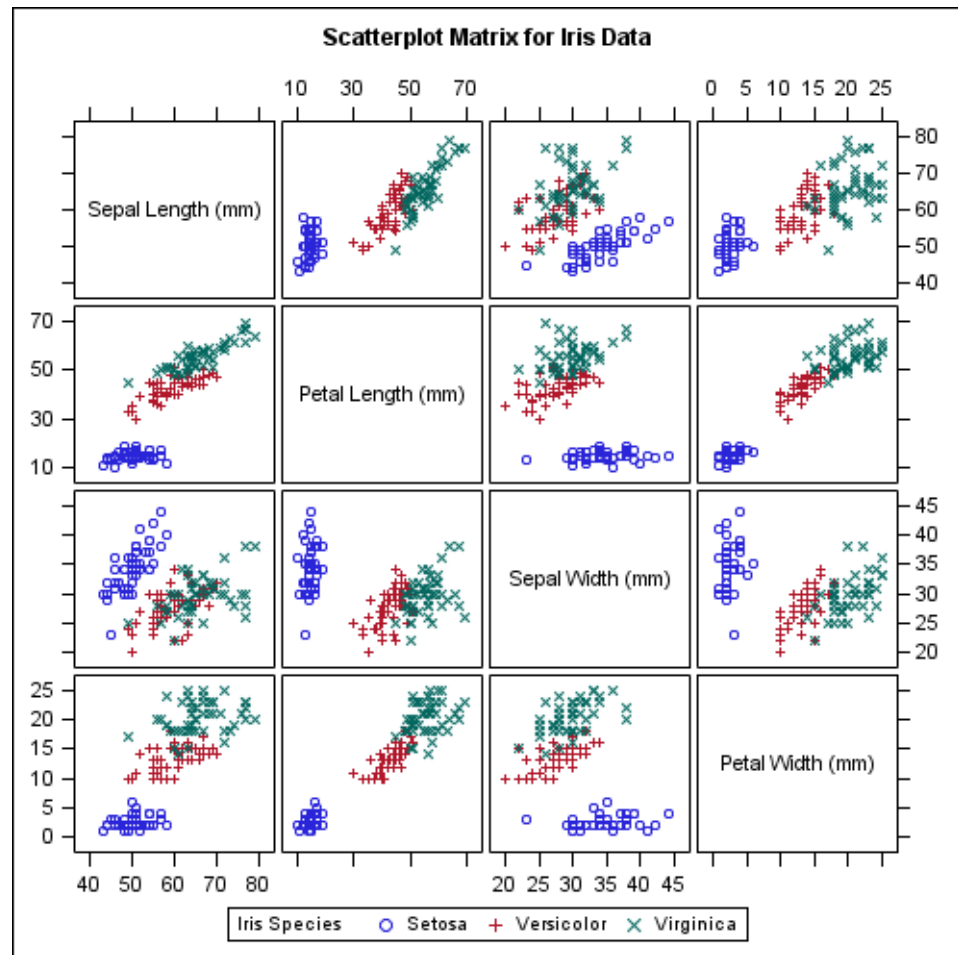 Scatterplot Matrix for Iris Data
10 30 50 70
0 5 10 15 20 25
Sepal Length (mm)
80
70
60
50
40
70
50
30
10
Petal Length (mm)
Sepal Width (mm)
45
40
35
30
25
20
25
20
15
10
5
0
Petal Width (mm)
40 50 60 70 80
20 25 30 35 40 45
Iris Species Setosa Versicolor Virginica